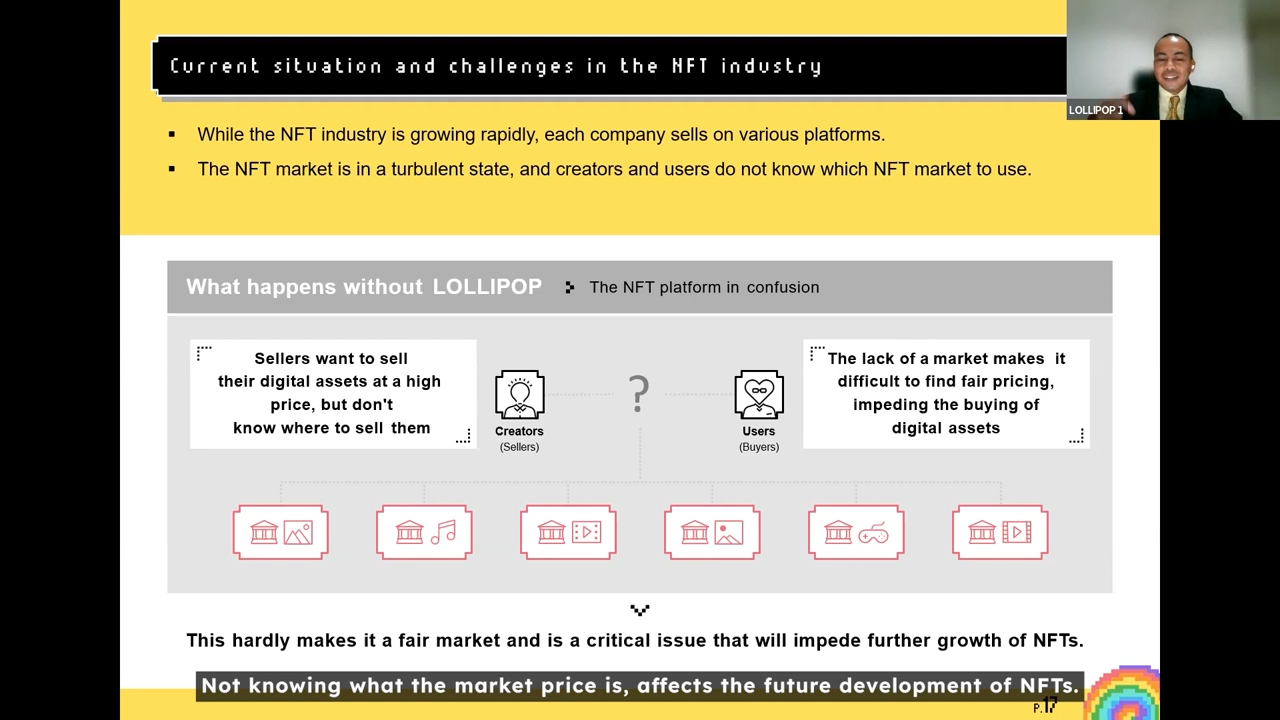 Current situation and challenges in the NFT industry
LOLLIPOP 1
▪ While the NFT industry is growing rapidly, each company sells on various platforms.
▪ The NFT market is in a turbulent state, and creators and users do not know which NFT market to use.
What happens without LOLLIPOP
The NFT platform in confusion
Sellers want to sell
their digital assets at a high
price, but don't
know where to sell them
Creators
(Sellers)
?
Users
(Buyers)
The lack of a market makes it
difficult to find fair pricing,
impeding the buying of
digital assets
This hardly makes it a fair market and is a critical issue that will impede further growth of NFTs.
Not knowing what the market price is, affects the future development of NFTs.
P.17